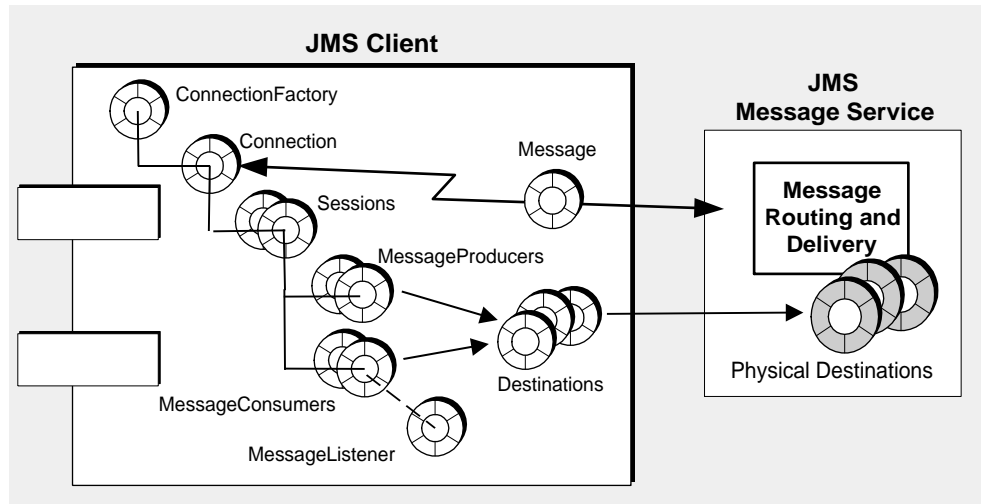 JMS Client
JMS
Message Service
ConnectionFactory
Connection
Message
Sessions
Message
Routing and
Delivery
MessageProducers
Destinations
Physical Destinations
MessageConsumers
MessageListener